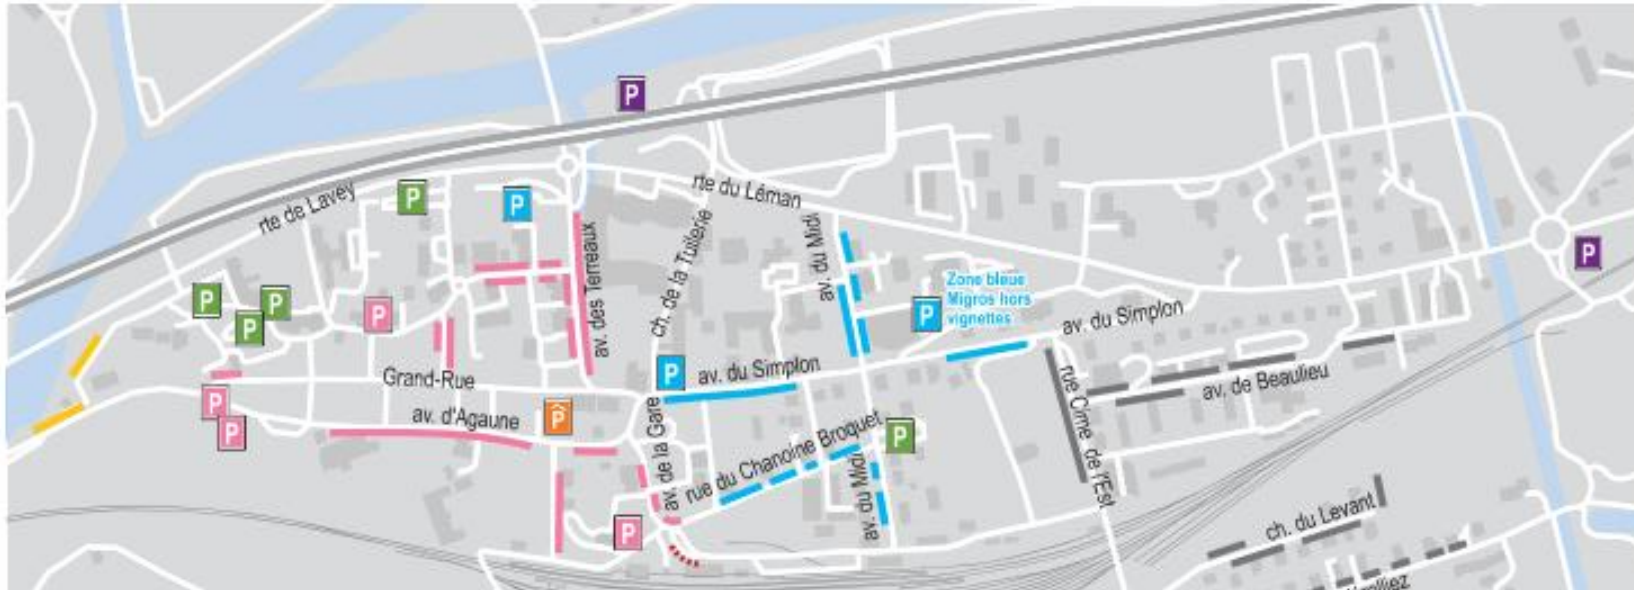 P
rte de Lavey
P
P
rte du Léman
P
P
P
P
av. des Terreaux
ch. de la Tuilerie
av. du Midi
P
Zone bleue
Migros hors
vignettes
P
av. du Simplon
Grand-Rue
P
av. du Simplon
av. de Beaulieu
P
P
av. d'Agaune
P
av. de la Gare
rue du Chanoine Broquet
P
av. du Midi
rue Cime de l'Est
P
ch. du Levant
P